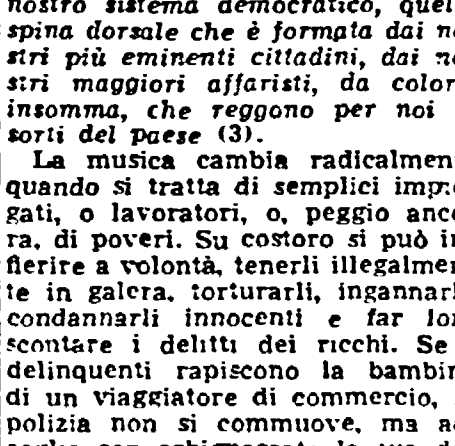 nostro sistema democratico, quel
spina dorsale che è formata dai no
stri più eminenti cittadini, dai no
stri maggiori affaristi, da color
insomma, che reggono per noi
sorti del paese (3).
La musica cambia radicalmen
quando si tratta di semplici impie
gati, o lavoratori, o, peggio anco
ra, di poveri. Su costoro si può in
fierire a volontà, tenerli illegalmen
te in galera, torturarli, ingannarl
condannarli innocenti e far lor
scontare i delitti dei ricchi. Se
delinquenti rapiscono la bambin
di un viaggiatore di commercio,
polizia non si commuove, ma a